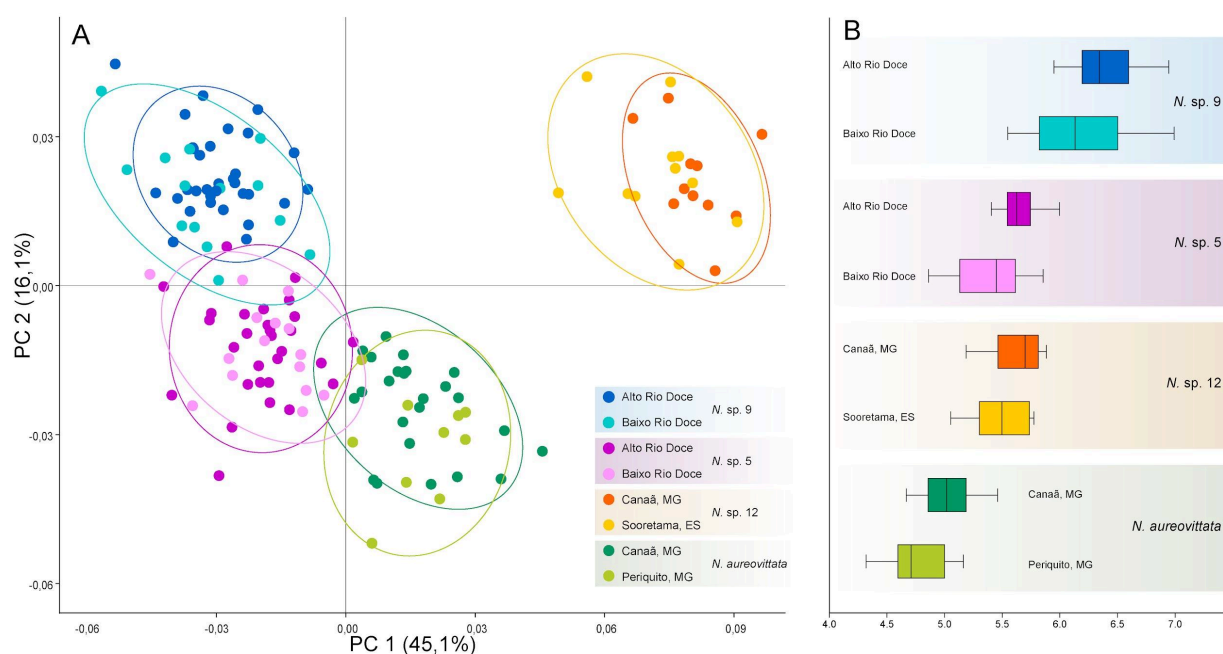 A
PC 2 (16,1%)
0,03
0,00
-0,03
-0,06
-0,06
-0,03
0,00
0,03
0,06
0,09
PC 1 (45,1%)
Alto Rio Doce
Baixo Rio Doce
N. sp. 9
Alto Rio Doce
Baixo Rio Doce
N. sp. 5
Canaã, MG
Sooretama, ES
N. sp. 12
Canaã, MG
Periquito, MG
N. aureovittata
B
Alto Rio Doce
N. sp. 9
Baixo Rio Doce
Alto Rio Doce
N. sp. 5
Baixo Rio Doce
Canaã, MG
N. sp. 12
Sooretama, ES
Canaã, MG
N. aureovittata
Periquito, MG
4.0
4.5
5.0
5.5
6.0
6.5
7.0